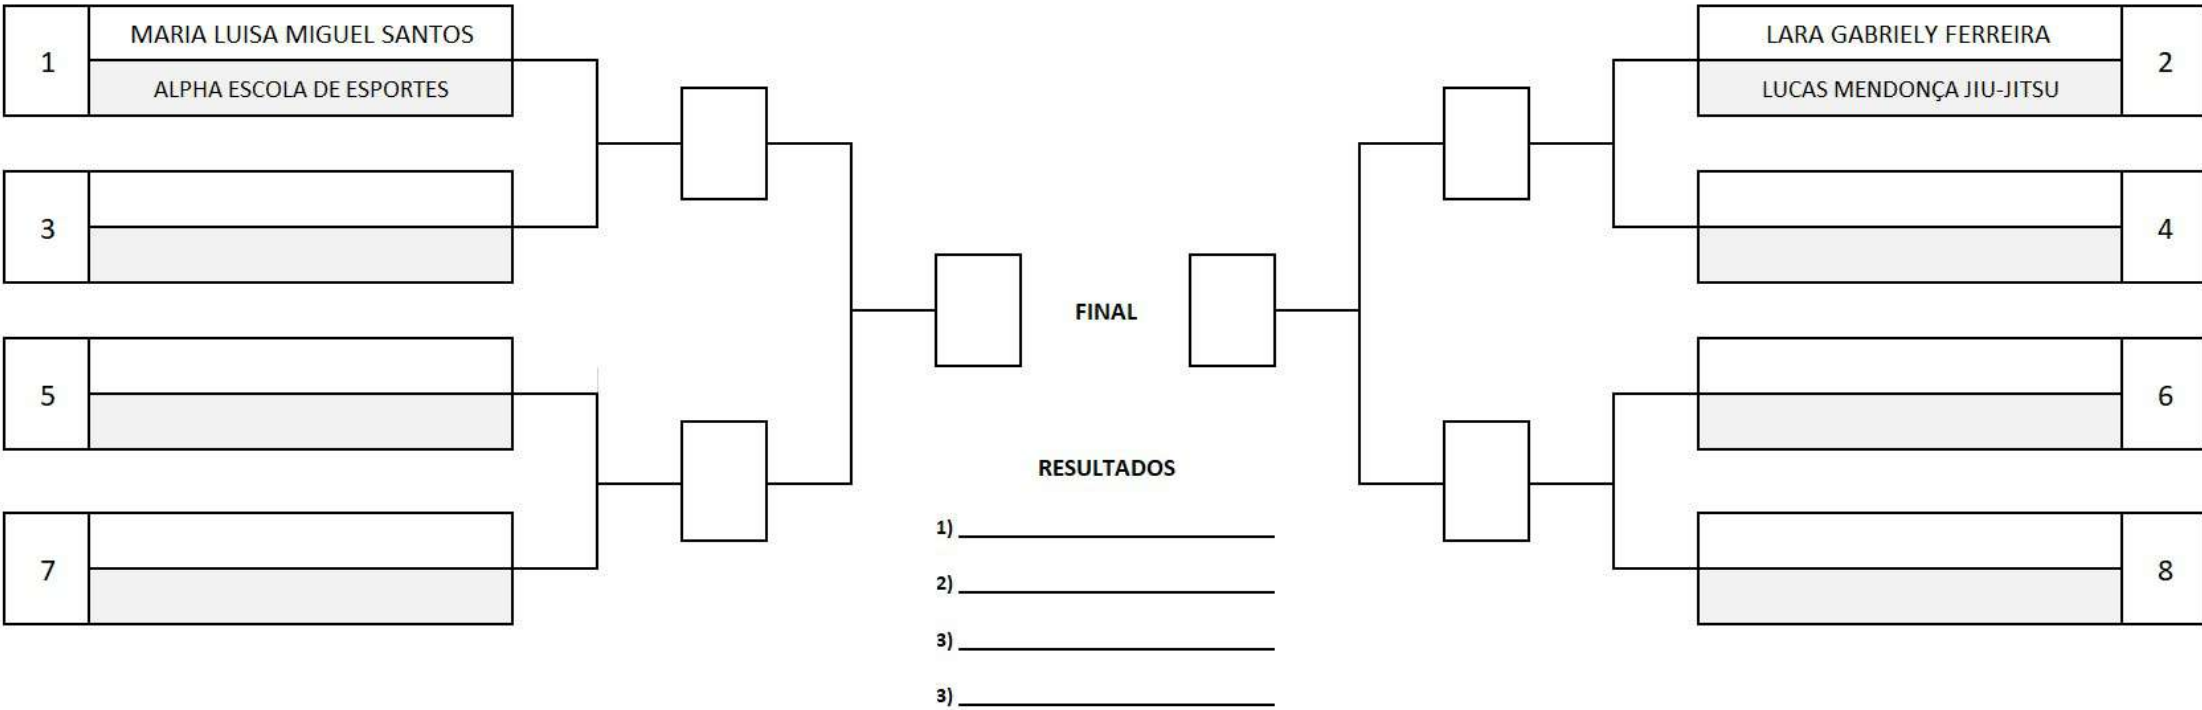 1
MARIA LUISA MIGUEL SANTOS
ALPHA ESCOLA DE ESPORTES
3
5
7
LARA GABRIELY FERREIRA
LUCAS MENDONÇA JIU-JITSU
2
4
6
8
FINAL
RESULTADOS
1)
2)
3)
3)